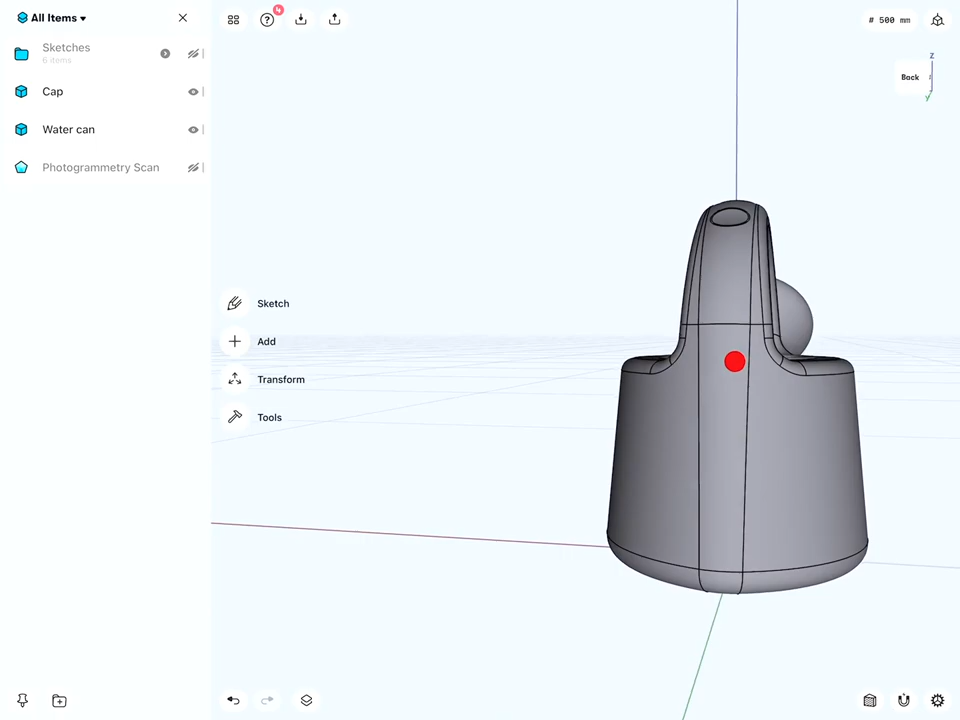 All Items
Sketches
6 items
Cap
Water can
Photogrammetry Scan
4
# 500 mm
Z
Back
Y
Sketch
Add
Transform
Tools